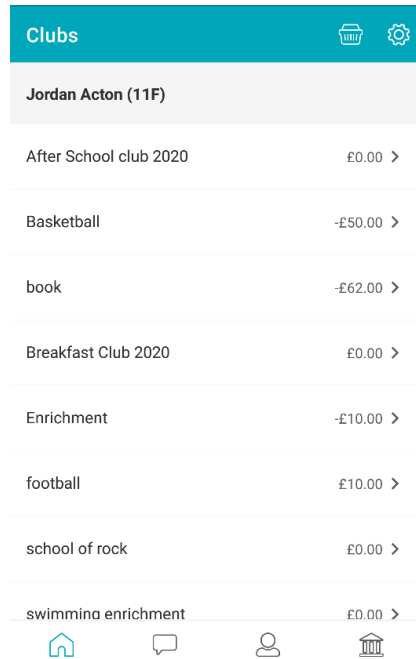 Clubs
Jordan Acton (11F)
After School club 2020 £0.00
Basketball -£50.00
book -£62.00
Breakfast Club 2020 £0.00
Enrichment -£10.00
football £10.00
school of rock £0.00
swimming enrichment £0.00